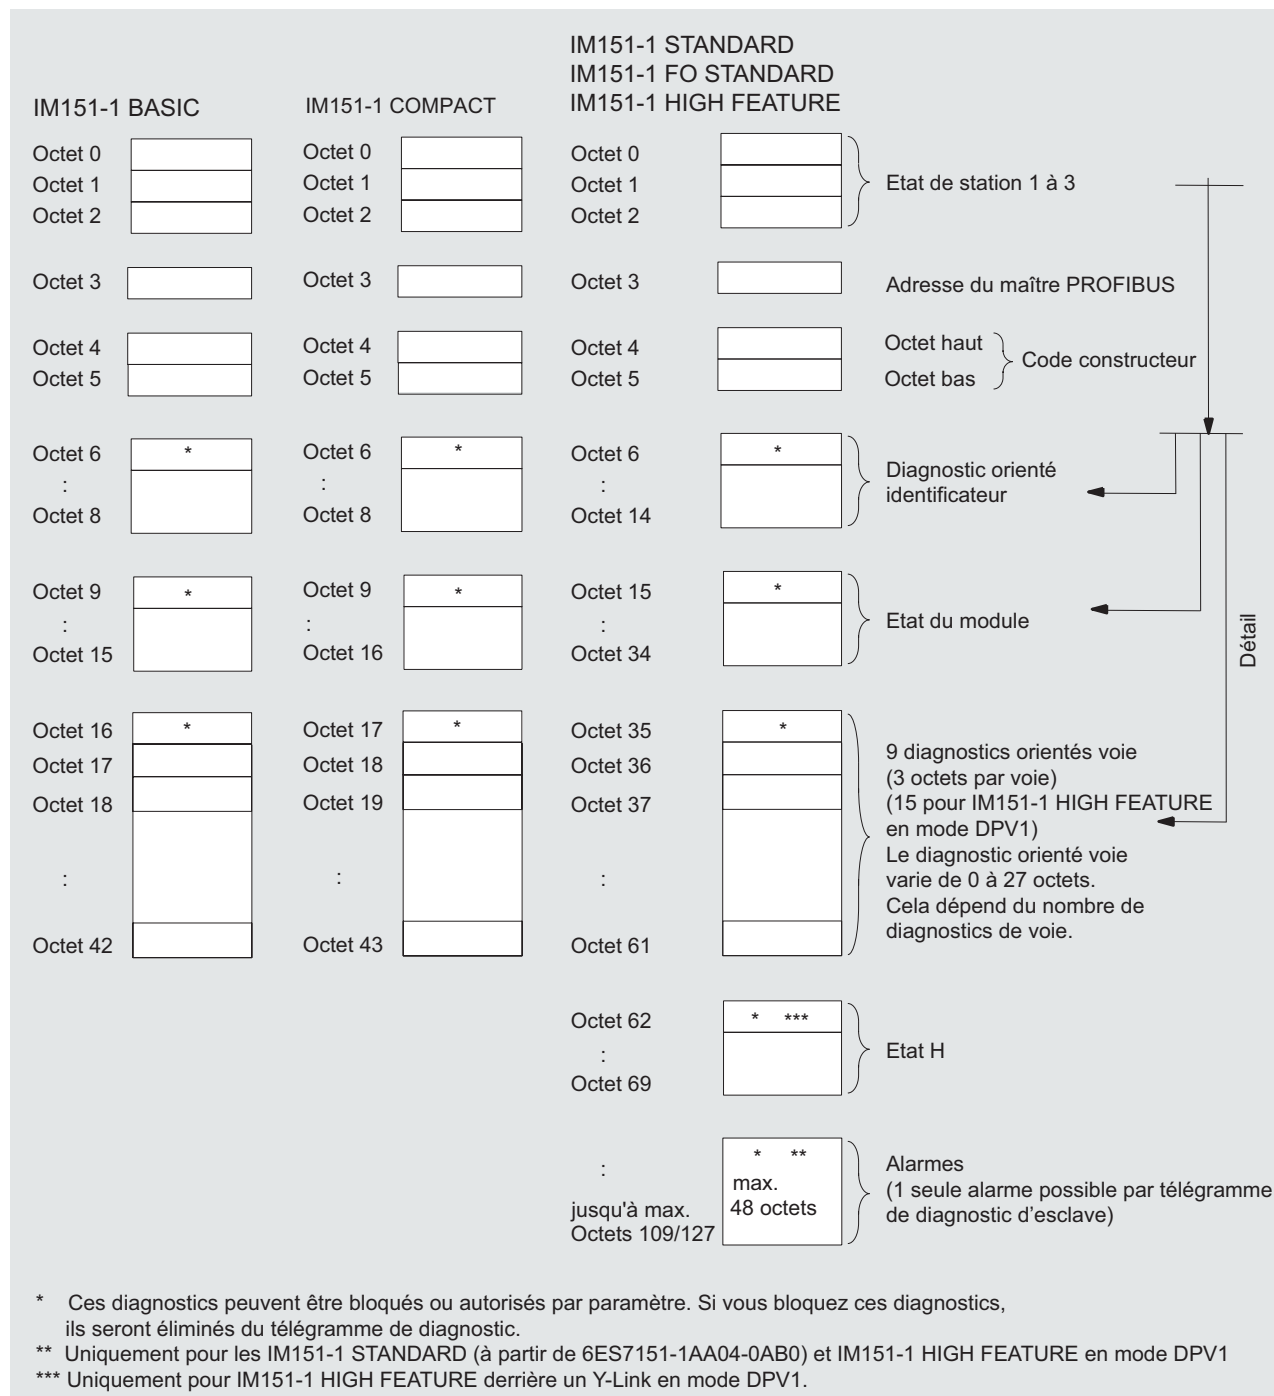 IM151-1 STANDARD
IM151-1 FO STANDARD
IM151-1 BASIC IM151-1 COMPACT IM151-1 HIGH FEATURE
Octet 0 Octet 0 Octet 0
Octet 1 Octet 1 Octet 1 Etat de station 1 à 3
Octet 2 Octet 2 Octet 2
Octet 3 Octet 3 Octet 3 Adresse du maître PROFIBUS
Octet 4 Octet 4 Octet 4 Octet haut
Code constructeur
Octet 5 Octet 5 Octet 5 Octet bas
Octet 6 * Octet 6 * Octet 6 * Diagnostic orienté
: : : identificateur
Octet 8 Octet 8 Octet 14
Octet 9 * Octet 9 * Octet 15 *
: : : Etat du module
Octet 15 Octet 16 Octet 34
Détail
Octet 16 * Octet 17 * Octet 35 *
Octet 17 Octet 18 Octet 36
Octet 18 Octet 19 Octet 37
: : :
Octet 42 Octet 43 Octet 61
9 diagnostics orientés voie
(3 octets par voie)
(15 pour IM151-1 HIGH FEATURE
en mode DPV1)
Le diagnostic orienté voie
varie de 0 à 27 octets.
Cela dépend du nombre de
diagnostics de voie.
Octet 62 * ***
: Etat H
Octet 69
: * ** Alarmes
max. (1 seule alarme possible par télégramme
jusqu'à max. 48 octets de diagnostic d'esclave)
Octets 109/127
* Ces diagnostics peuvent être bloqués ou autorisés par paramètre. Si vous bloquez ces diagnostics,
ils seront éliminés du télégramme de diagnostic.
** Uniquement pour les IM151-1 STANDARD (à partir de 6ES7151-1AA04-0AB0) et IM151-1 HIGH FEATURE en mode DPV1
*** Uniquement pour IM151-1 HIGH FEATURE derrière un Y-Link en mode DPV1.